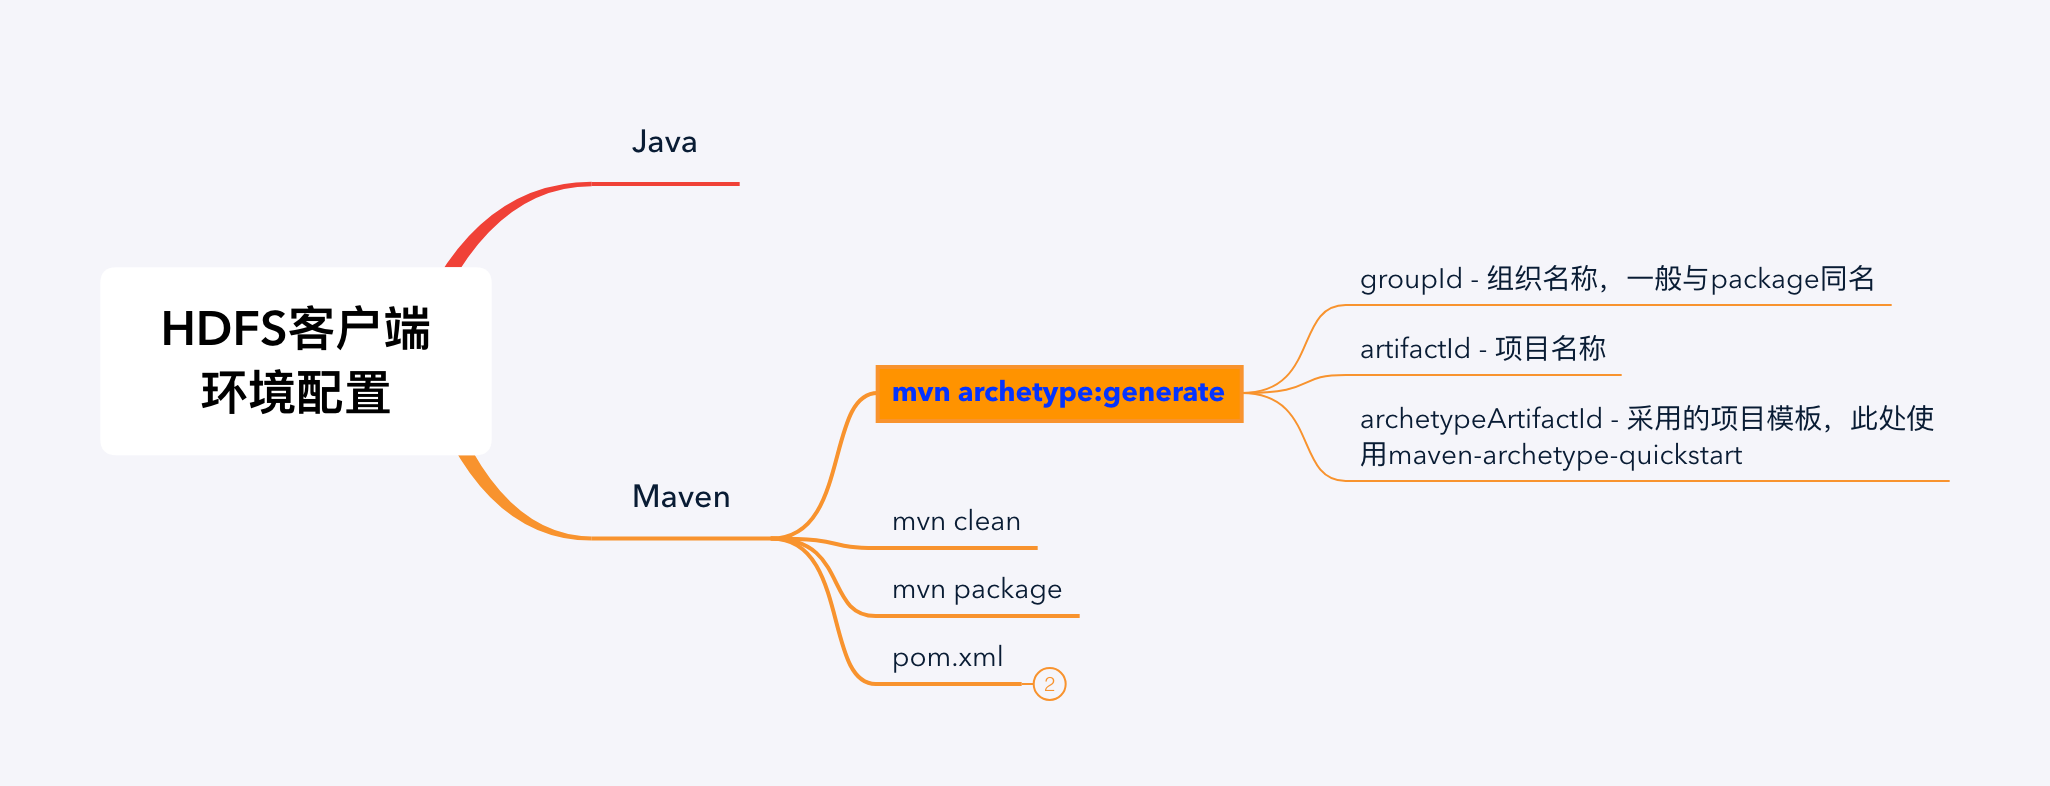 HDFS客户端
环境配置
Java
Maven
mvn archetype:generate
groupId - 组织名称，一般与package同名
artifactId - 项目名称
archetypeArtifactId - 采用的项目模板，此处使
用maven-archetype-quickstart
mvn clean
mvn package
pom.xml
2